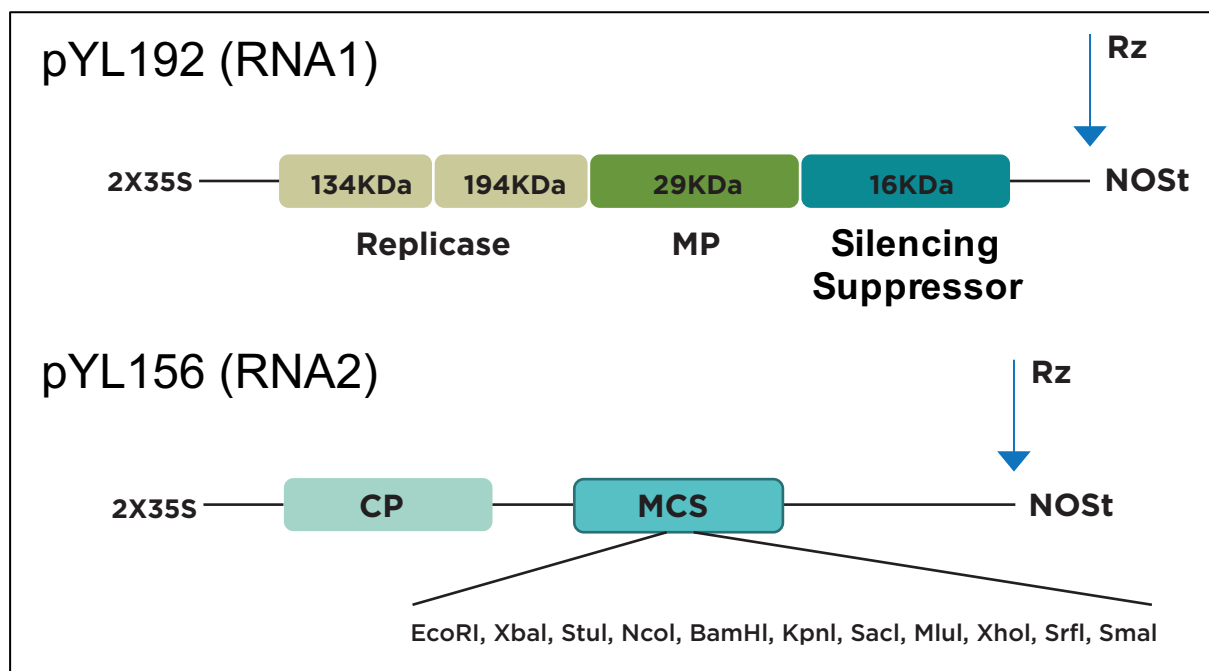 pYL192 (RNA1)
Rz
2X35S 134KDa 194KDa 29KDa 16KDa NOSt
Replicase MP Silencing
Suppressor
pYL156 (RNA2)
Rz
2X35S CP MCS NOSt
EcoRI, XbaI, StuI, NcoI, BamHI, KpnI, SacI, MluI, XhoI, SrfI, SmaI